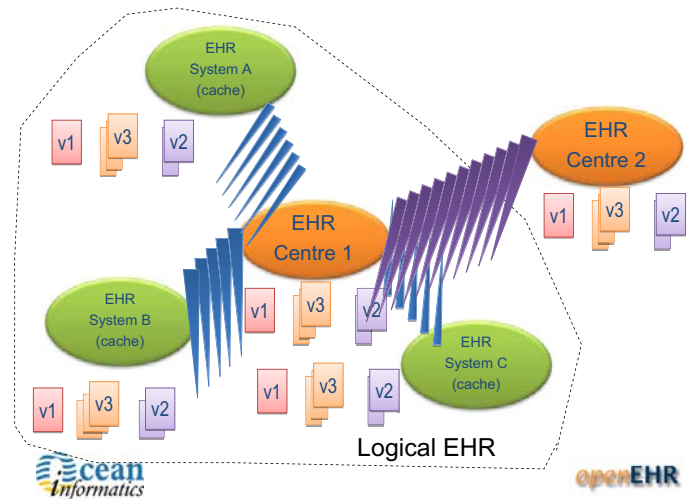 EHR
System A
(cache)
v1
v3
v2
EHR
Centre 2
v1
v3
v2
EHR
Centre 1
v1
v3
v2
EHR
System B
(cache)
v1
v3
v2
EHR
System C
(cache)
v1
v3
v2
Logical EHR
Ocean
Informatics
openEHR